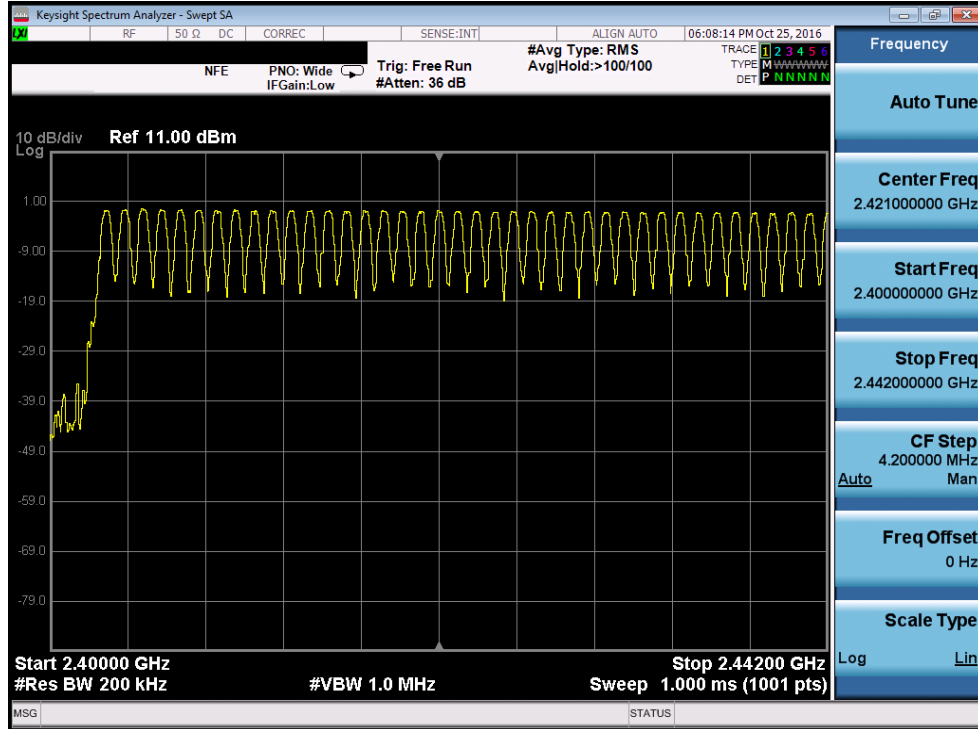 Keysight Spectrum Analyzer - Swept SA
LXI RF 50 Ω DC CORREC SENSE:INT ALIGN AUTO 06:08:14 PM Oct 25, 2016
NFE PNO: Wide Trig: Free Run #Avg Type: RMS TRACE 1 2 3 4 5 6
IFGain:Low #Atten: 36 dB Avg|Hold:>100/100 TYPE M WWWWW
DET P N N N N N
10 dB/div Ref 11.00 dBm
Log
1.00
-9.00
-19.0
-29.0
-39.0
-49.0
-59.0
-69.0
-79.0
Start 2.40000 GHz Stop 2.44200 GHz
#Res BW 200 kHz #VBW 1.0 MHz Sweep 1.000 ms (1001 pts)
MSG STATUS
Frequency
Auto Tune
Center Freq
2.421000000 GHz
Start Freq
2.400000000 GHz
Stop Freq
2.442000000 GHz
CF Step
4.200000 MHz
Auto Man
Freq Offset
0 Hz
Scale Type
Log Lin